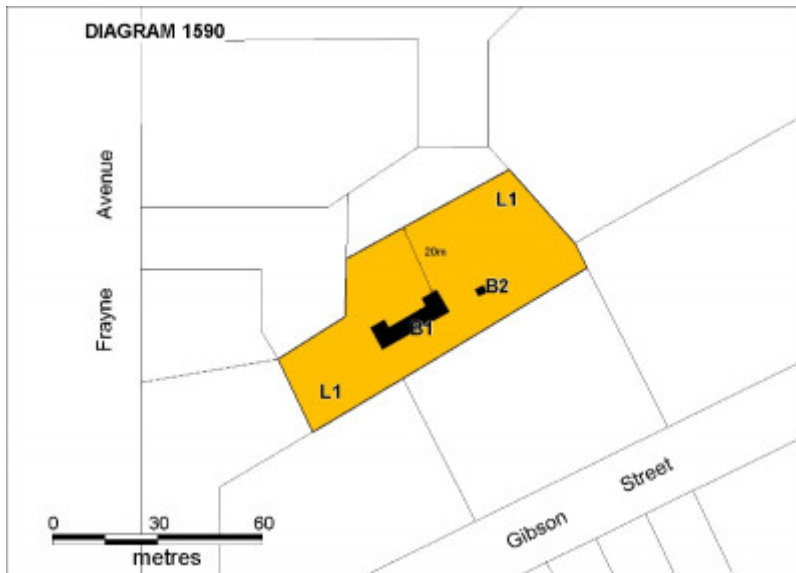 DIAGRAM 1590
Avenue
Frayne
L1
20m
B2
B1
L1
Gibson Street
0 30 60
metres